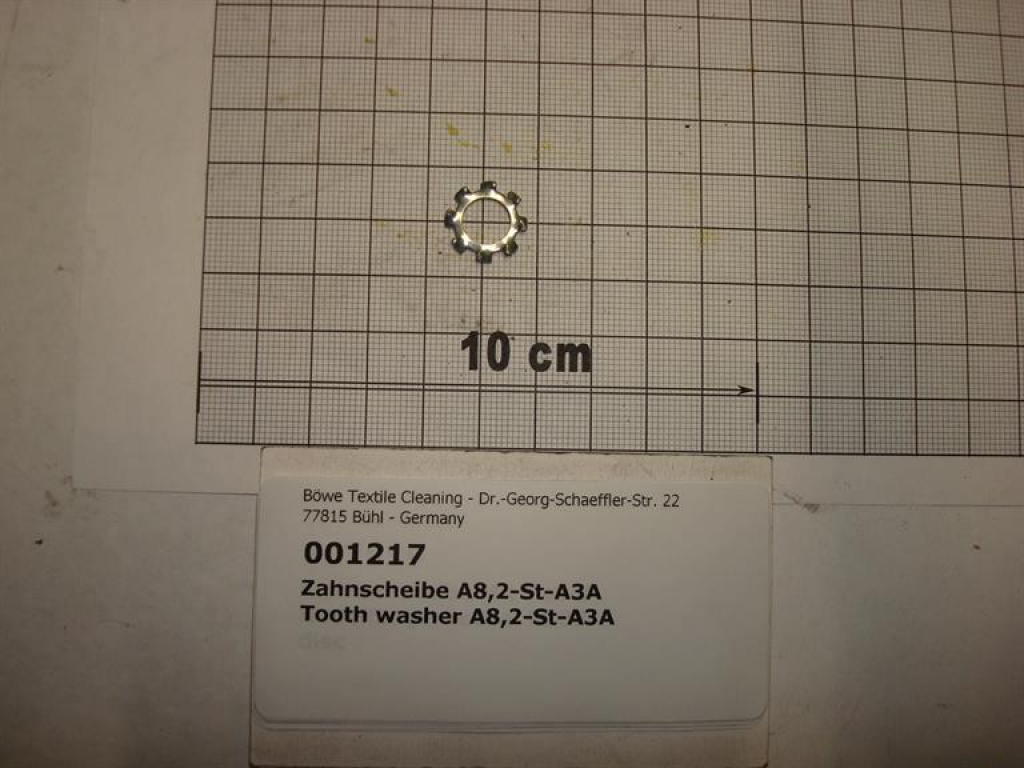 10 cm
Böwe Textile Cleaning - Dr.-Georg-Schaeffler-Str. 22
77815 Bühl - Germany
001217
Zahnscheibe A8,2-St-A3A
Tooth washer A8,2-St-A3A
disc